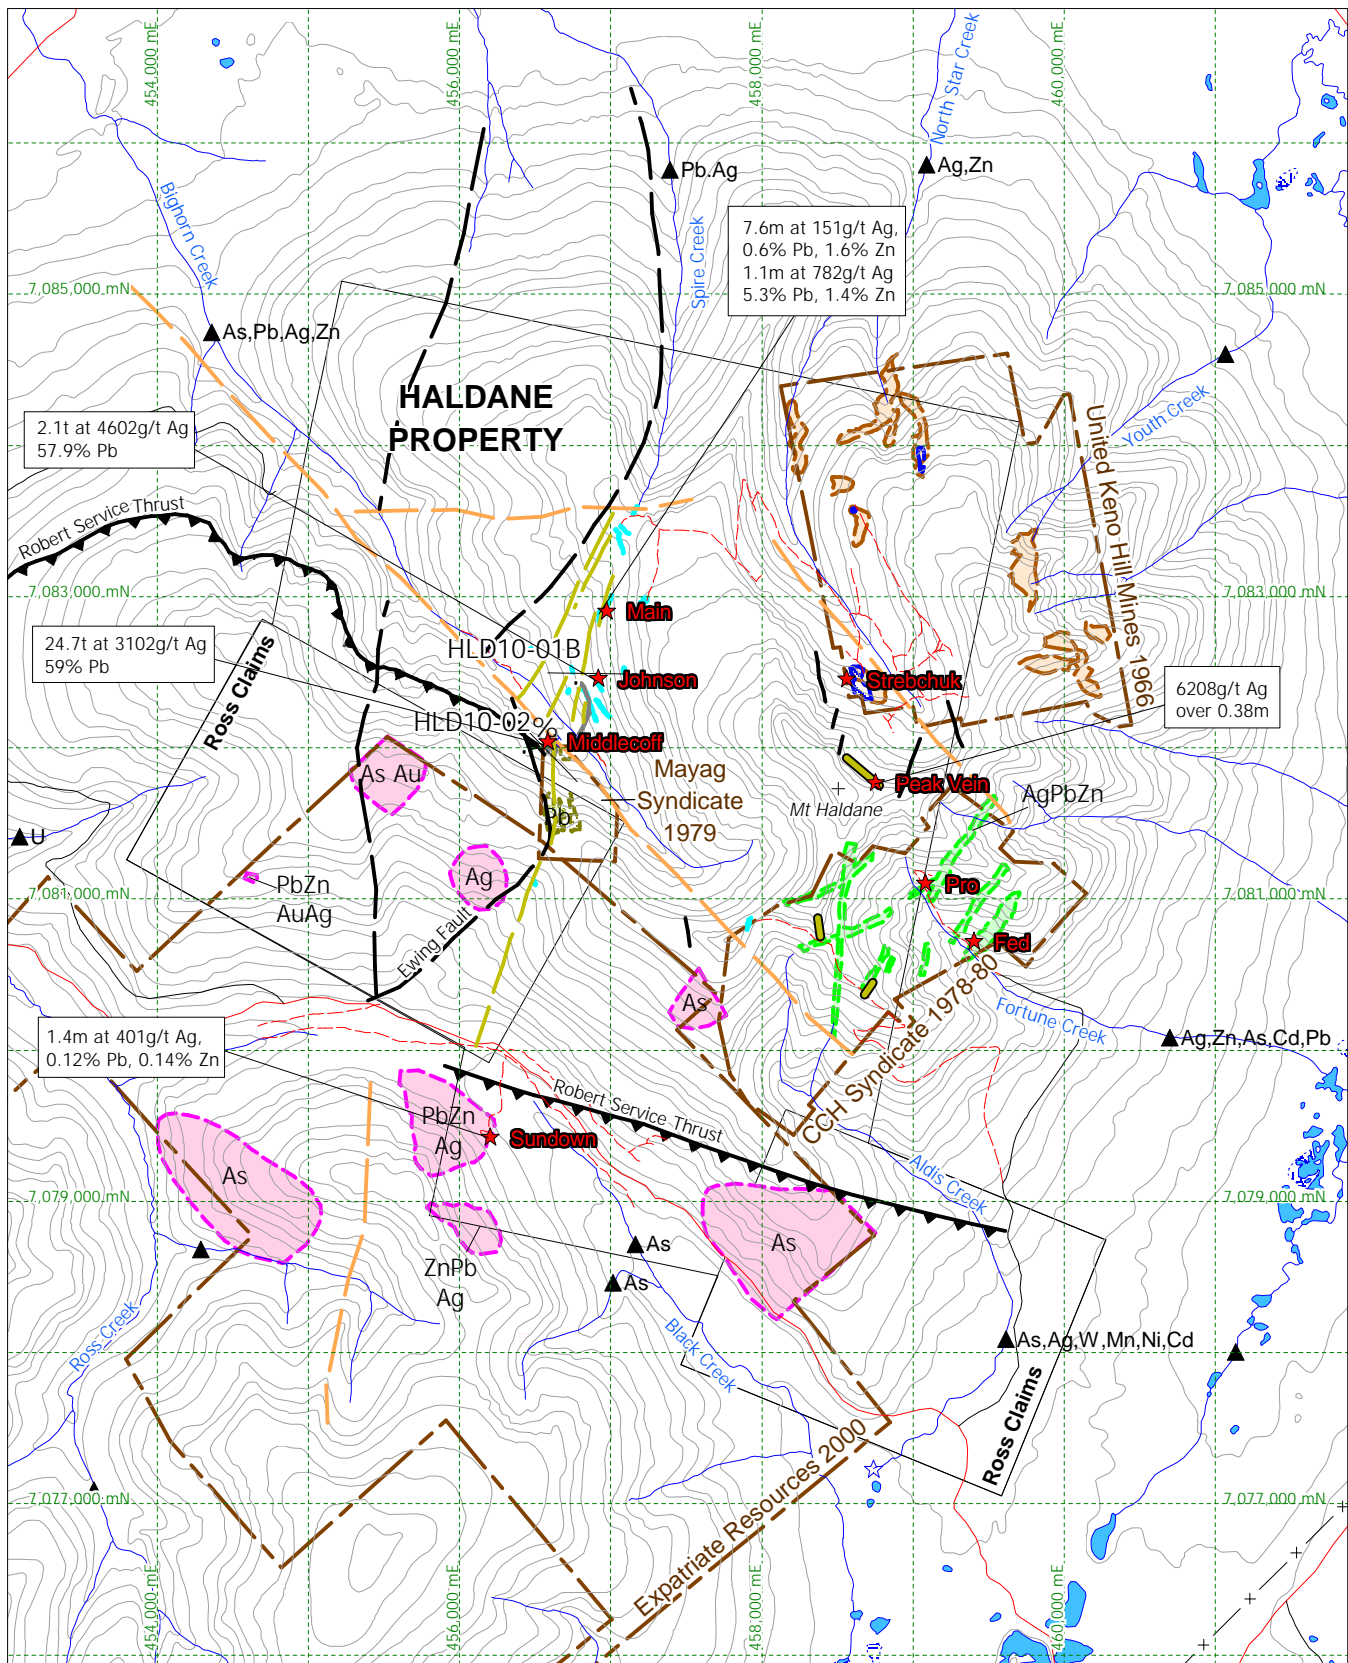 454,000 mE
456,000 mE
458,000 mE
460,000 mE
North Star Creek
Pb.Ag
Ag,Zn
Bighorn Creek
Spire Creek
7.6m at 151g/t Ag,
0.6% Pb, 1.6% Zn
1.1m at 782g/t Ag
5.3% Pb, 1.4% Zn
7,085,000 mN
7,085,000 mN
As,Pb,Ag,Zn
HALDANE
PROPERTY
2.1t at 4602g/t Ag
57.9% Pb
Youth Creek
United Keno Hill Mines 1966
Robert Service Thrust
7,083,000 mN
7,083,000 mN
Main
24.7t at 3102g/t Ag
59% Pb
Ross Claims
HLD10-01B
Johnson
Strebchuk
6208g/t Ag
over 0.38m
HLD10-02
Middlecoff
As Au
Mayag
Syndicate
1979
Peak Vein
Mt Haldane
AgPbZn
Pb
U
Ag
PbZn
AuAg
Pro
7,081,000 mN
7,081,000 mN
Ewing Fault
Fed
As
CCH Syndicate 1978-80
Fortune Creek
1.4m at 401g/t Ag,
0.12% Pb, 0.14% Zn
Ag,Zn,As,Cd,Pb
Robert Service Thrust
PbZn
Ag
Sundown
As
Aldis Creek
7,079,000 mN
7,079,000 mN
As
As
ZnPb
Ag
As
Ross Creek
Black Creek
As,Ag,W,Mn,Ni,Cd
Ross Claims
Expatriate Resources 2000
7,077,000 mN
7,077,000 mN
454,000 mE
456,000 mE
458,000 mE
460,000 mE